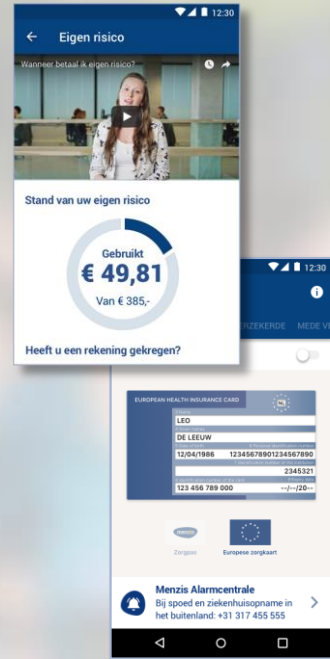 12:30
Eigen risico
Wanneer betaal ik eigen risico?
Stand van uw eigen risico
Gebruikt
€ 49,81
Van € 385,-
Heeft u een rekening gekregen?
12:30
ERZEKERDE MEDE VE
EUROPEAN HEALTH INSURANCE CARD
NL
LEO
DE LEEUW
12/04/1986 12345678901234567890
2345321
123 456 789 000 --/--/20--
menzis
Zorgpas Europese zorgkaart
Menzis Alarmcentrale
Bij spoed en ziekenhuisopname in
het buitenland: +31 317 455 555